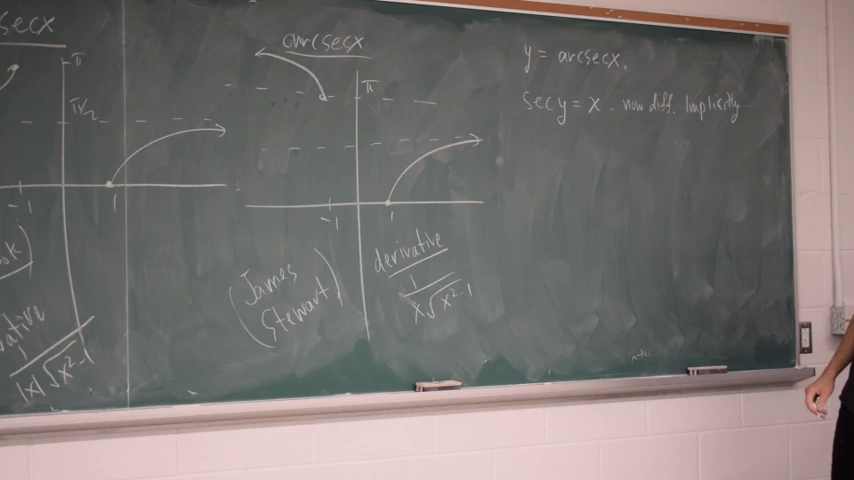 secx
π
π/2
-1
1
ok)
ative
1
|x|√x²-1
arcsecx
π
-1
1
(James
Stewart)
derivative
1
x√x²-1
y = arcsecx.
sec y = x. now diff. Implicitly